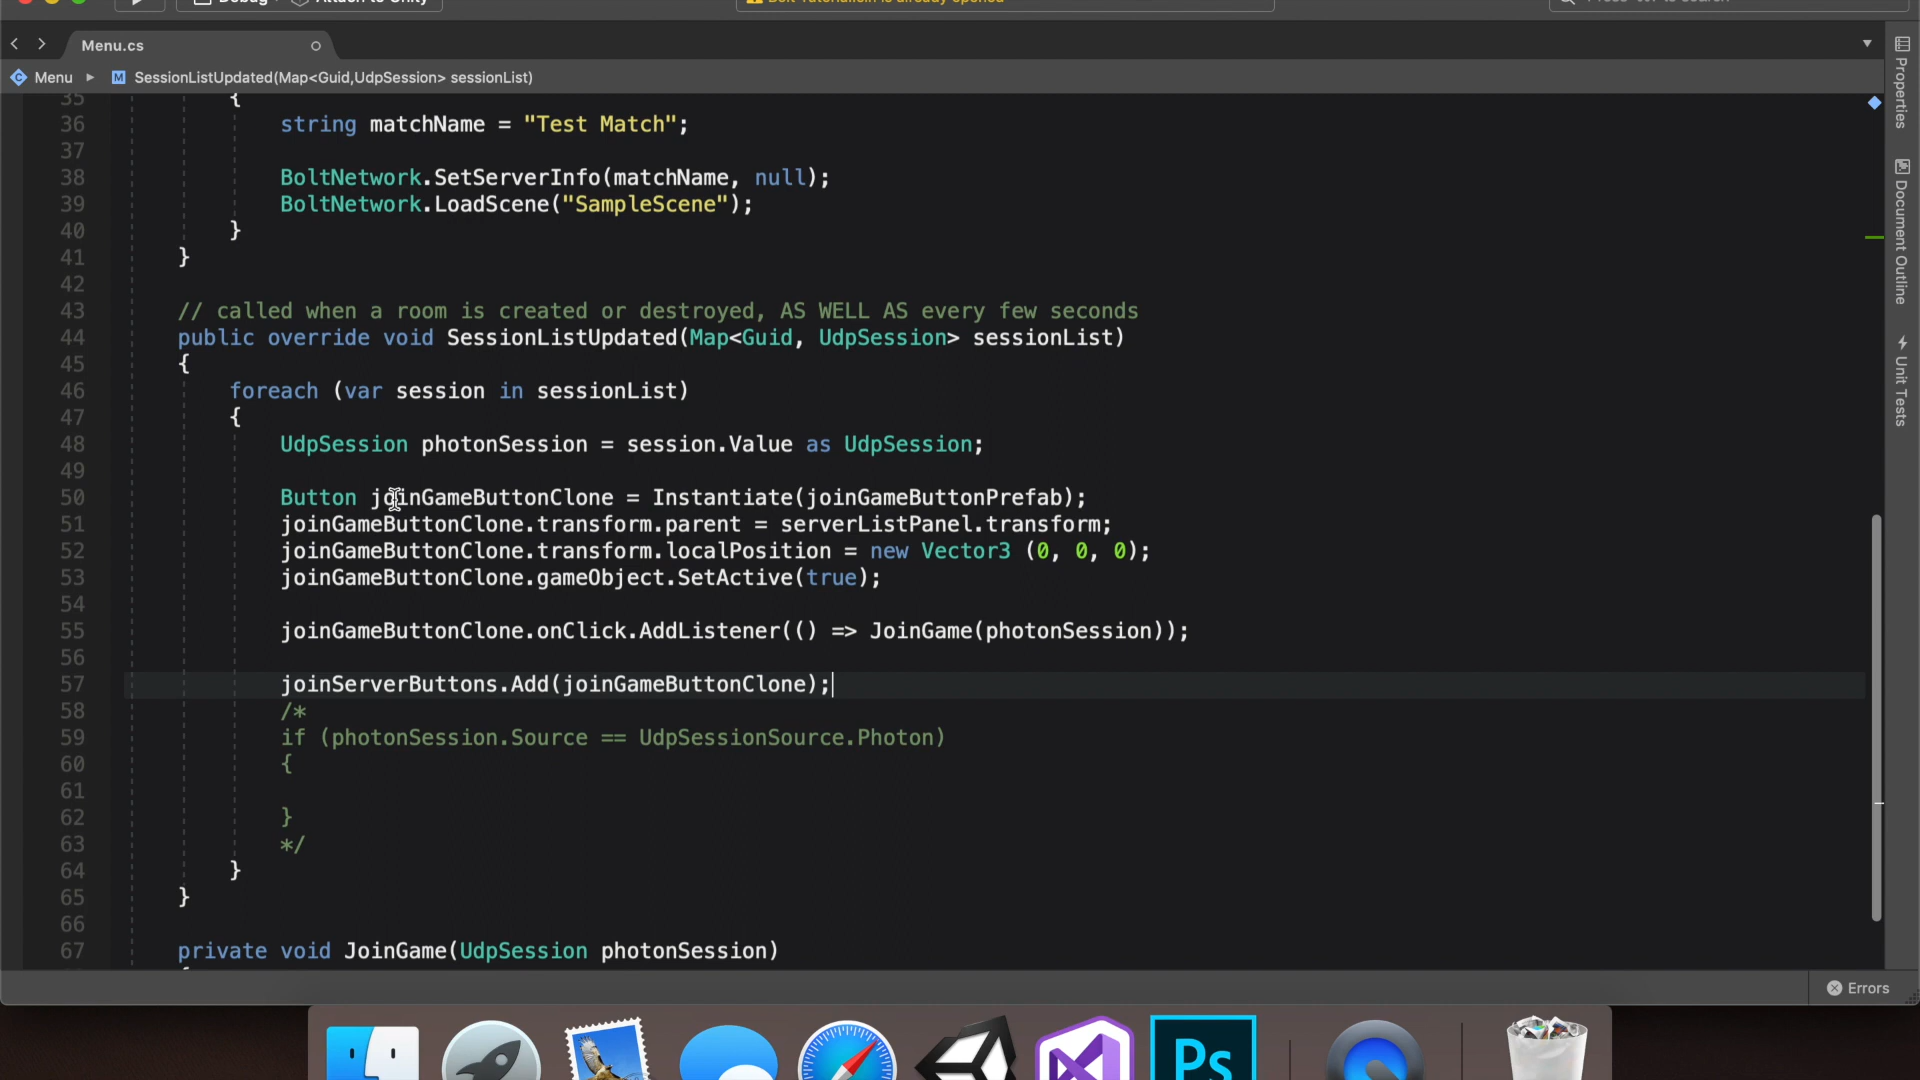 Menu.cs
Menu ▸ M SessionListUpdated(Map<Guid,UdpSession> sessionList)
35 {
36 string matchName = "Test Match";
37
38 BoltNetwork.SetServerInfo(matchName, null);
39 BoltNetwork.LoadScene("SampleScene");
40 }
41 }
42
43 // called when a room is created or destroyed, AS WELL AS every few seconds
44 public override void SessionListUpdated(Map<Guid, UdpSession> sessionList)
45 {
46 foreach (var session in sessionList)
47 {
48 UdpSession photonSession = session.Value as UdpSession;
49
50 Button joinGameButtonClone = Instantiate(joinGameButtonPrefab);
51 joinGameButtonClone.transform.parent = serverListPanel.transform;
52 joinGameButtonClone.transform.localPosition = new Vector3 (0, 0, 0);
53 joinGameButtonClone.gameObject.SetActive(true);
54
55 joinGameButtonClone.onClick.AddListener(() => JoinGame(photonSession));
56
57 joinServerButtons.Add(joinGameButtonClone);
58 /*
59 if (photonSession.Source == UdpSessionSource.Photon)
60 {
61
62 }
63 */
64 }
65 }
66
67 private void JoinGame(UdpSession photonSession)
Properties
Document Outline
Unit Tests
Errors
Ps